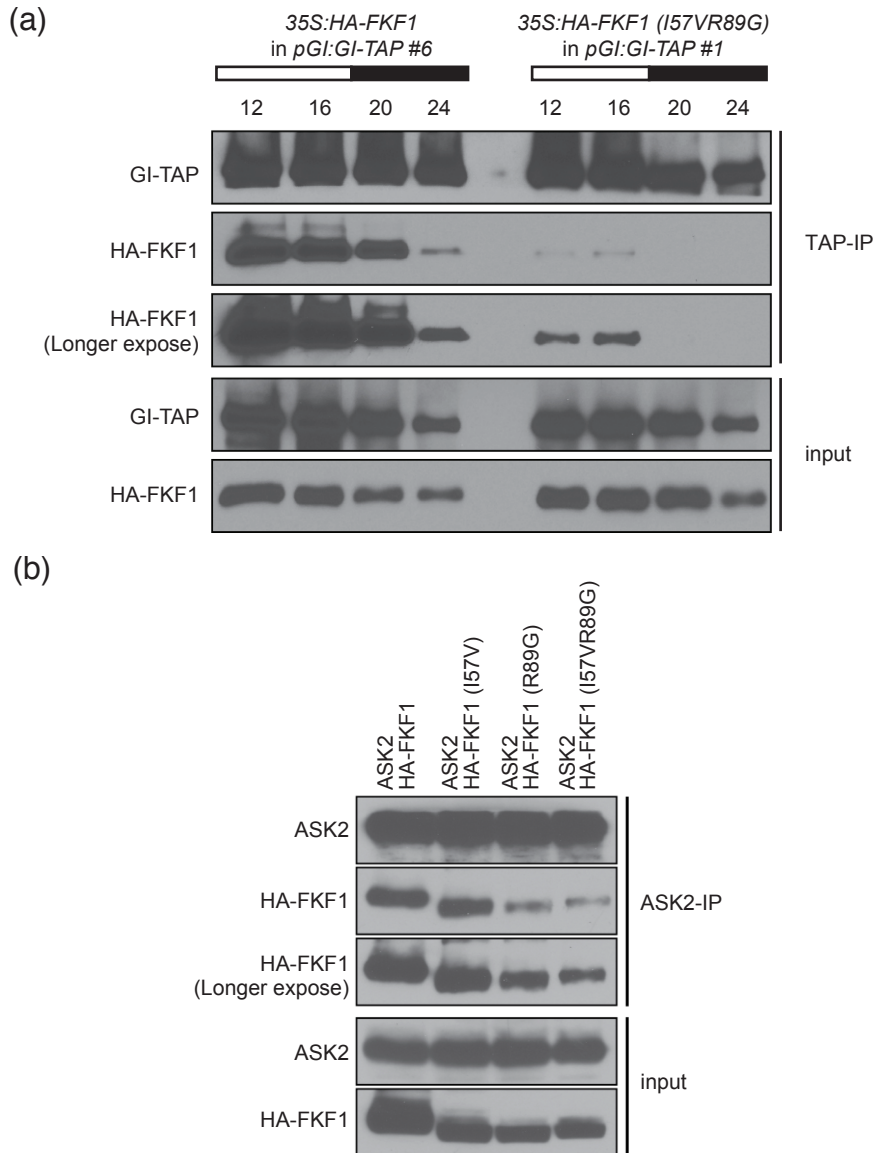 (a)
35S:HA-FKF1
in pGI:GI-TAP #6
35S:HA-FKF1 (I57VR89G)
in pGI:GI-TAP #1
12 16 20 24 12 16 20 24
GI-TAP
HA-FKF1
HA-FKF1
(Longer expose)
TAP-IP
GI-TAP
HA-FKF1
input
(b)
ASK2
HA-FKF1
ASK2
HA-FKF1 (I57V)
ASK2
HA-FKF1 (R89G)
ASK2
HA-FKF1 (I57VR89G)
ASK2
HA-FKF1
HA-FKF1
(Longer expose)
ASK2-IP
ASK2
HA-FKF1
input